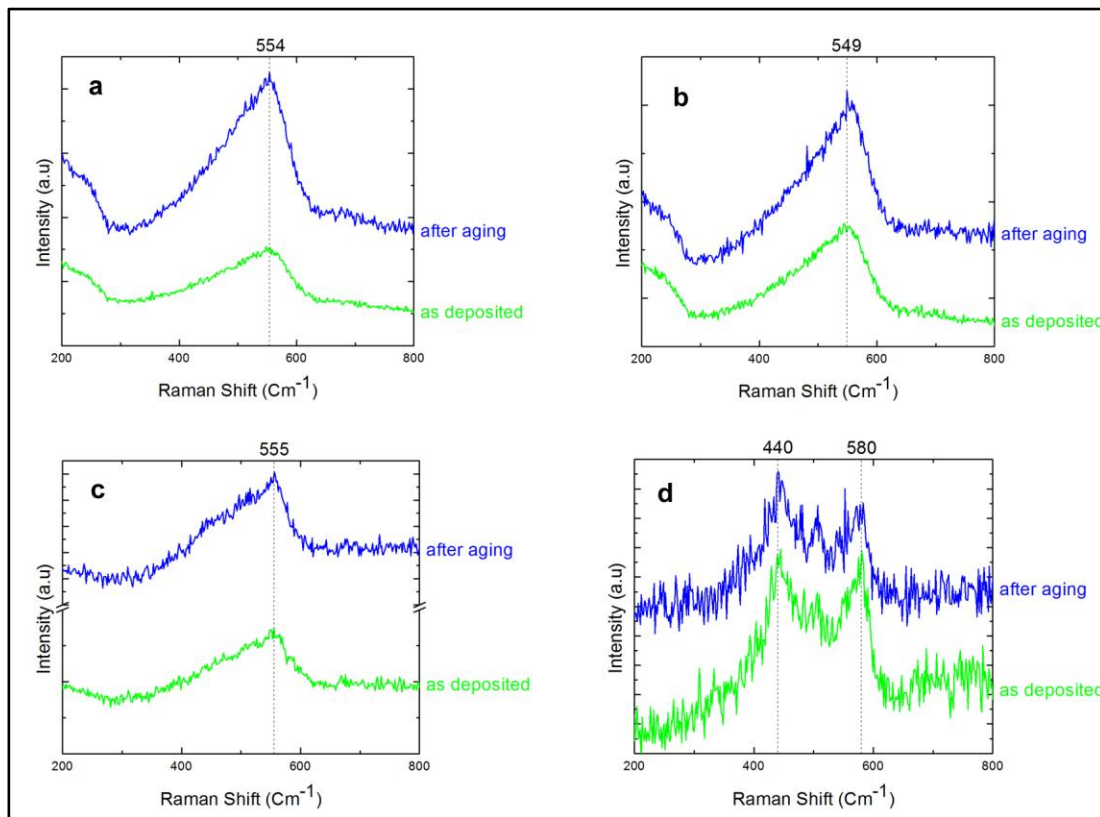 554
a
Intensity (a.u)
after aging
as deposited
200 400 600 800
Raman Shift (Cm-1)
549
b
Intensity (a.u)
after aging
as deposited
200 400 600 800
Raman Shift (Cm-1)
555
c
Intensity (a.u)
after aging
as deposited
200 400 600 800
Raman Shift (Cm-1)
440 580
d
Intensity (a.u)
after aging
as deposited
200 400 600 800
Raman Shift (Cm-1)